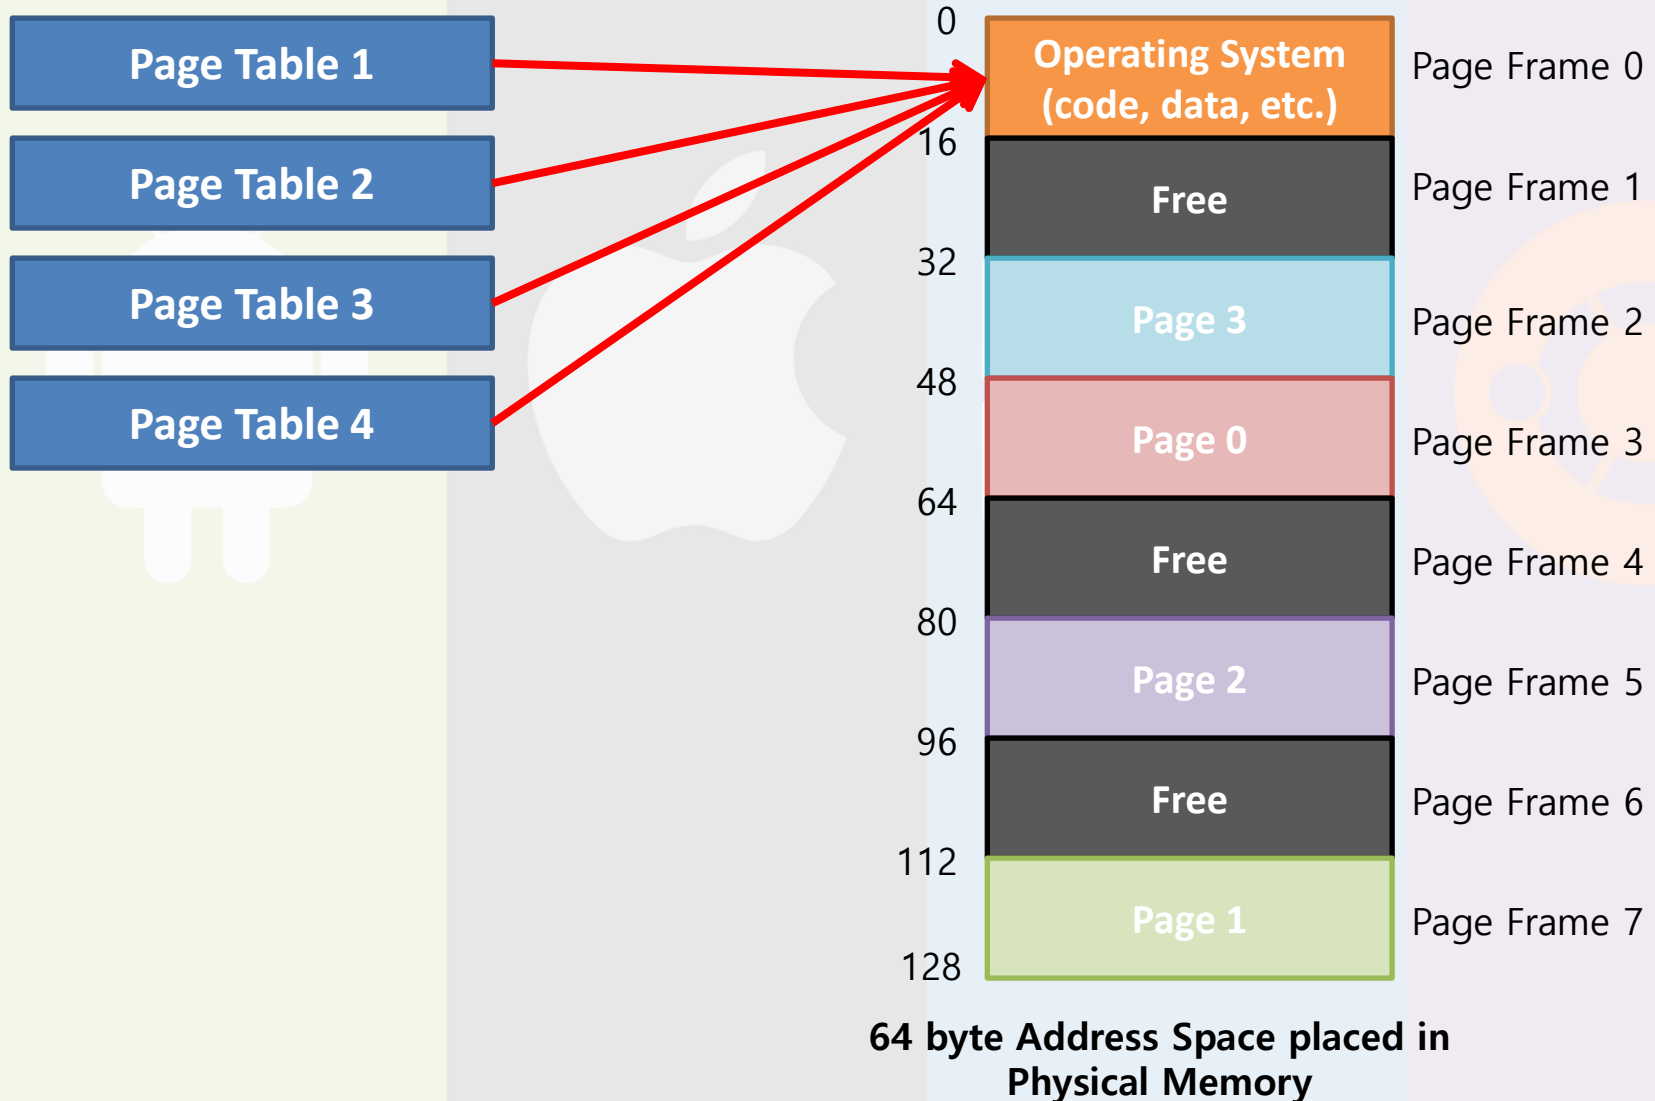 Page Table 1
Page Table 2
Page Table 3
Page Table 4
0
Operating System
(code, data, etc.)
Page Frame 0
16
Free
Page Frame 1
32
Page 3
Page Frame 2
48
Page 0
Page Frame 3
64
Free
Page Frame 4
80
Page 2
Page Frame 5
96
Free
Page Frame 6
112
Page 1
Page Frame 7
128
64 byte Address Space placed in
Physical Memory